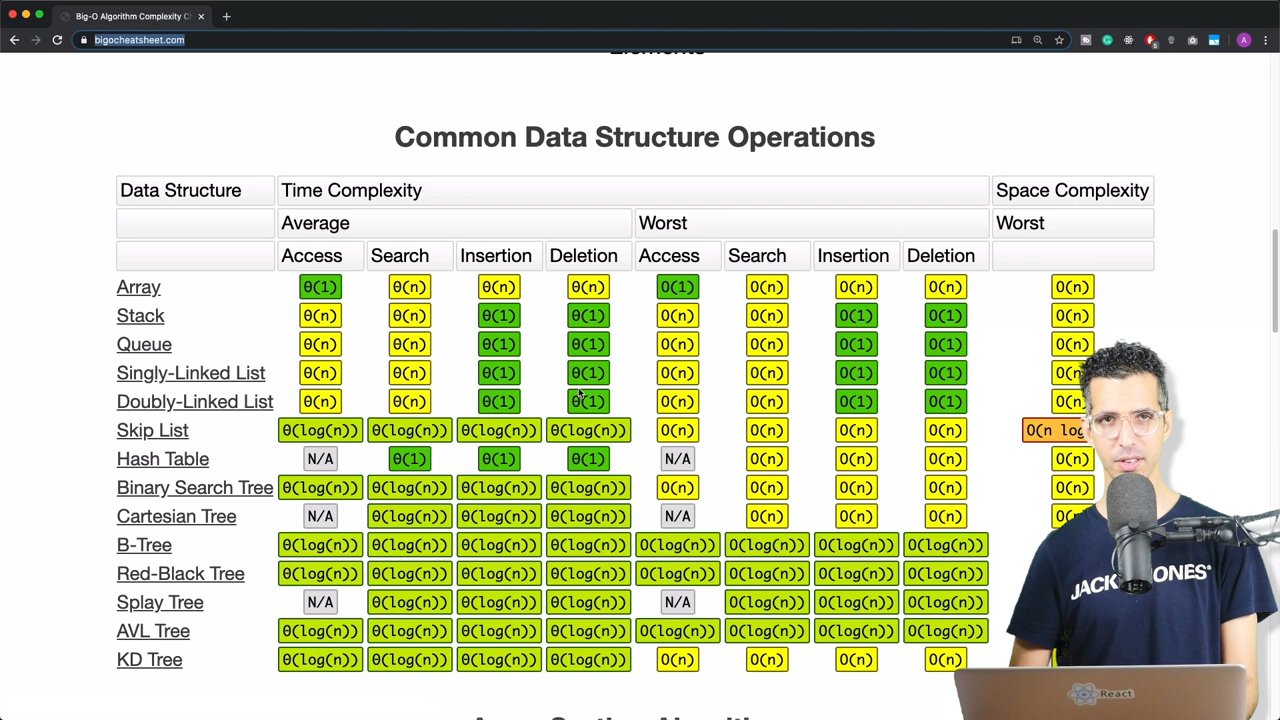 Big-O Algorithm Complexity Ch
bigocheatsheet.com
Elements
Common Data Structure Operations
Data Structure Time Complexity Space Complexity
Average Worst Worst
Access Search Insertion Deletion Access Search Insertion Deletion
Array θ(1) θ(n) θ(n) θ(n) O(1) O(n) O(n) O(n) O(n)
Stack θ(n) θ(n) θ(1) θ(1) O(n) O(n) O(1) O(1) O(n)
Queue θ(n) θ(n) θ(1) θ(1) O(n) O(n) O(1) O(1) O(n)
Singly-Linked List θ(n) θ(n) θ(1) θ(1) O(n) O(n) O(1) O(1) O(n)
Doubly-Linked List θ(n) θ(n) θ(1) θ(1) O(n) O(n) O(1) O(1) O(n)
Skip List θ(log(n)) θ(log(n)) θ(log(n)) θ(log(n)) O(n) O(n) O(n) O(n) O(n log
Hash Table N/A θ(1) θ(1) θ(1) N/A O(n) O(n) O(n) O(n)
Binary Search Tree θ(log(n)) θ(log(n)) θ(log(n)) θ(log(n)) O(n) O(n) O(n) O(n) O(n)
Cartesian Tree N/A θ(log(n)) θ(log(n)) θ(log(n)) N/A O(n) O(n) O(n) O(n)
B-Tree θ(log(n)) θ(log(n)) θ(log(n)) θ(log(n)) O(log(n)) O(log(n)) O(log(n)) O(log(n))
Red-Black Tree θ(log(n)) θ(log(n)) θ(log(n)) θ(log(n)) O(log(n)) O(log(n)) O(log(n)) O(log(n))
Splay Tree N/A θ(log(n)) θ(log(n)) θ(log(n)) N/A O(log(n)) O(log(n)) O(log(n))
AVL Tree θ(log(n)) θ(log(n)) θ(log(n)) θ(log(n)) O(log(n)) O(log(n)) O(log(n)) O(log(n))
KD Tree θ(log(n)) θ(log(n)) θ(log(n)) θ(log(n)) O(n) O(n) O(n) O(n)
JACK JONES
React